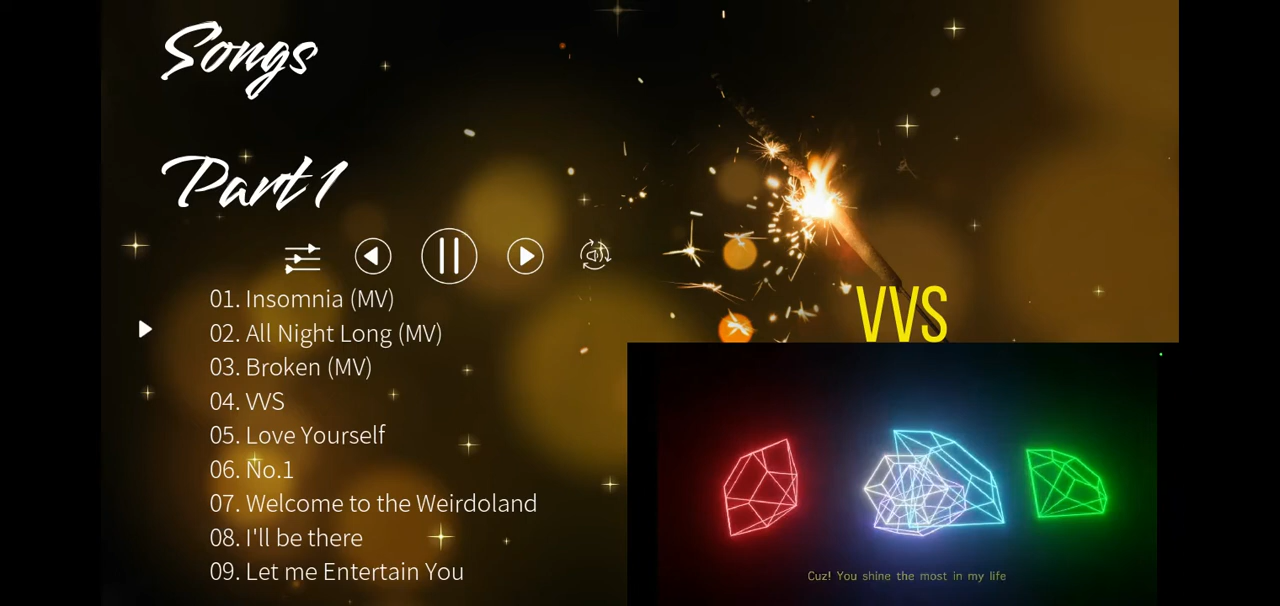 Songs
Part 1
01. Insomnia (MV)
02. All Night Long (MV)
03. Broken (MV)
04. VVS
05. Love Yourself
06. No.1
07. Welcome to the Weirdoland
08. I'll be there
09. Let me Entertain You
VVS
Cuz! You shine the most in my life